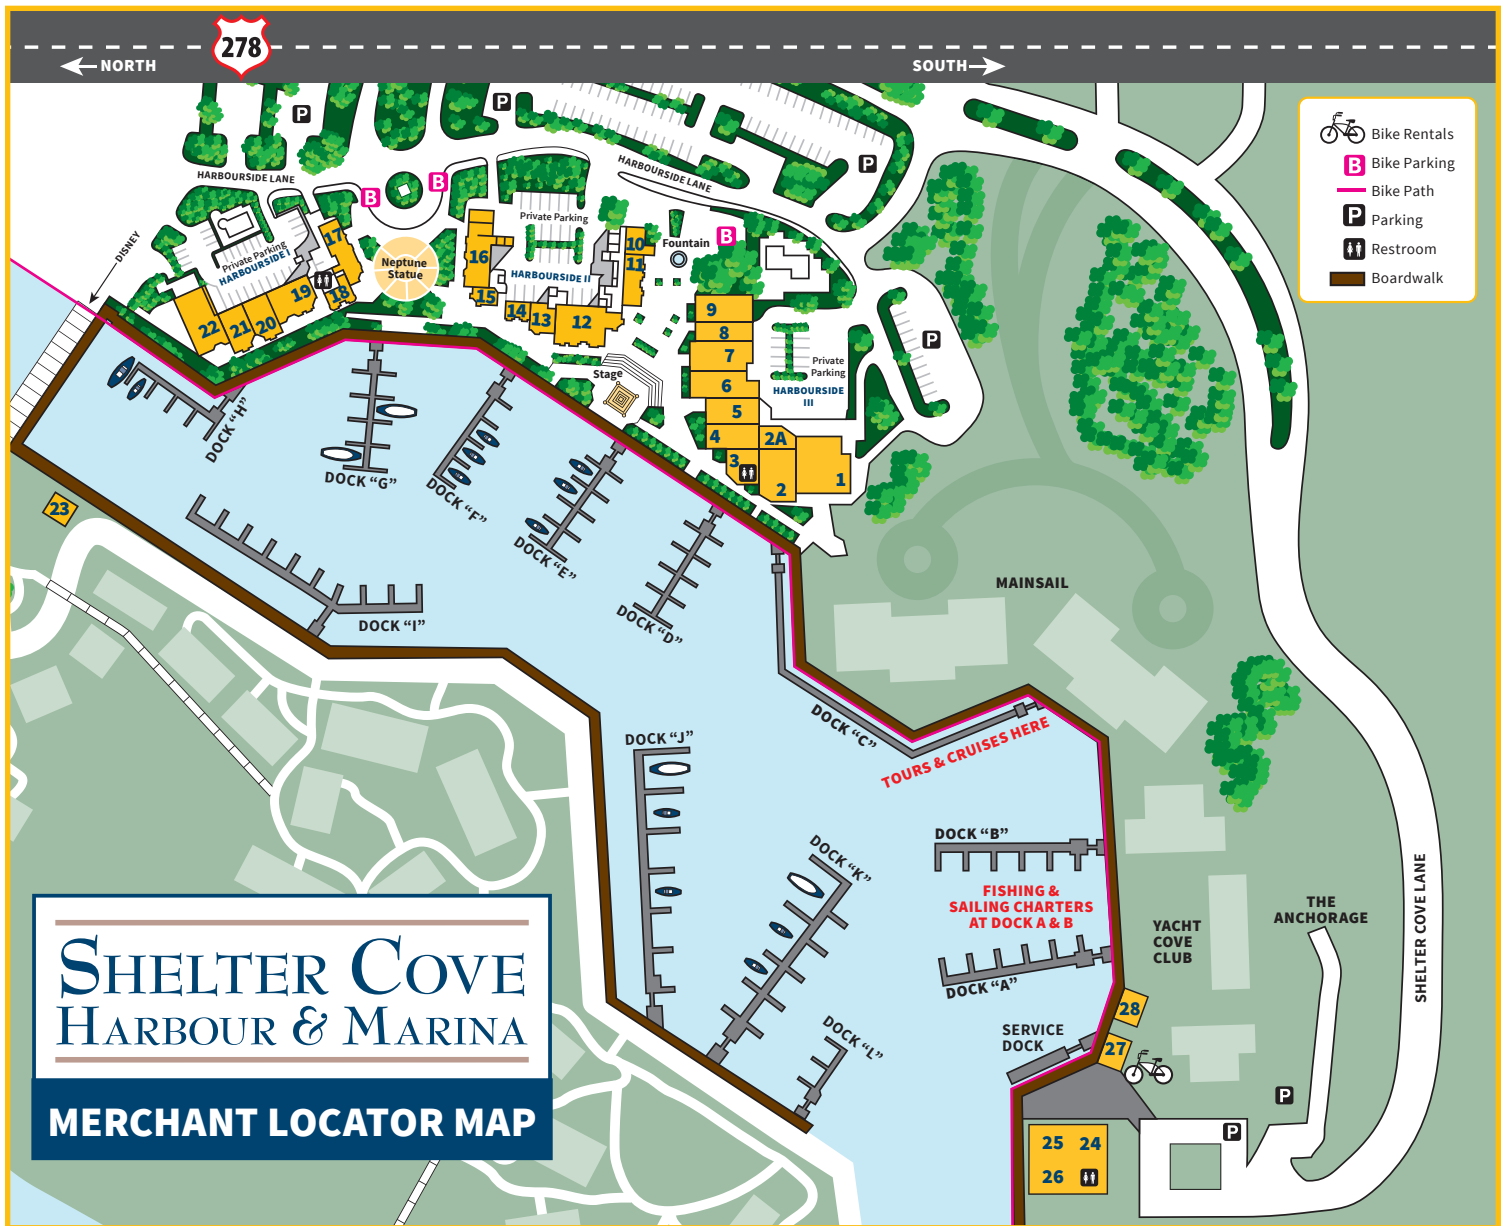 278
NORTH
SOUTH
P
P
P
HARBOURSIDE LANE
HARBOURSIDE LANE
B
B
B
Bike Rentals
B Bike Parking
Bike Path
P Parking
Restroom
Boardwalk
DISNEY
Private Parking
HARBOURSIDE I
17
18
19
20
21
22
Neptune
Statue
Private Parking
HARBOURSIDE II
16
15
14
13
12
10
11
Fountain
9
8
7
6
5
4
3
2A
2
1
Private
Parking
HARBOURSIDE
III
P
Stage
DOCK “H”
DOCK “G”
DOCK “F”
DOCK “E”
DOCK “D”
23
DOCK “I”
MAINSAIL
DOCK “C”
TOURS & CRUISES HERE
DOCK “J”
DOCK “K”
DOCK “B”
FISHING &
SAILING CHARTERS
AT DOCK A & B
DOCK “A”
YACHT
COVE
CLUB
THE
ANCHORAGE
SHELTER COVE LANE
28
27
SERVICE
DOCK
DOCK “L”
P
P
25 24
26
SHELTER COVE
HARBOUR & MARINA
MERCHANT LOCATOR MAP